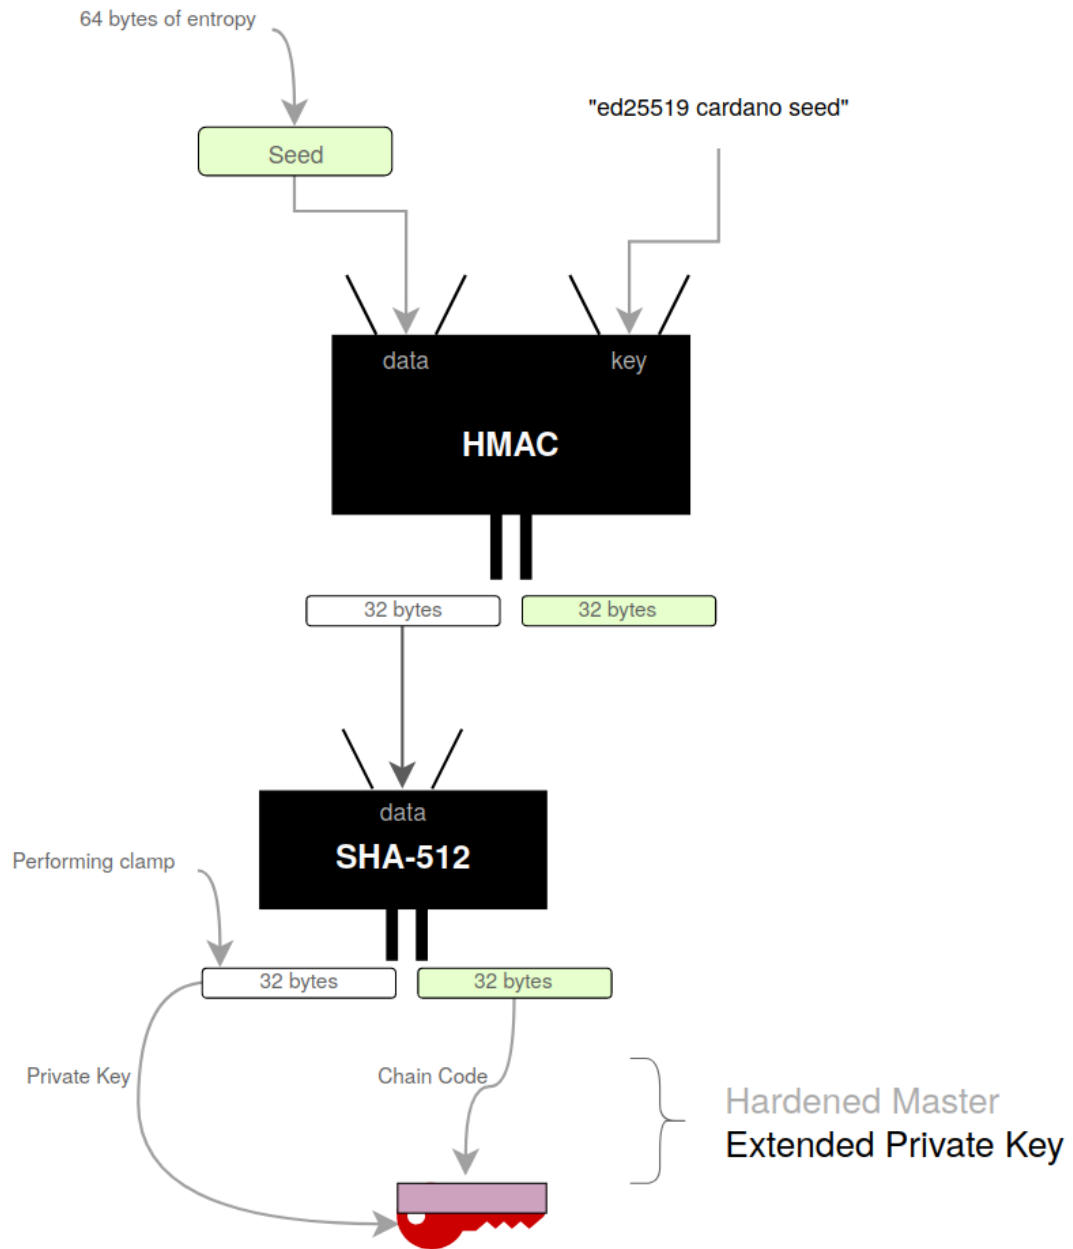 64 bytes of entropy
"ed25519 cardano seed"
Seed
data
key
HMAC
32 bytes
32 bytes
data
SHA-512
Performing clamp
32 bytes
32 bytes
Private Key
Chain Code
Hardened Master
Extended Private Key